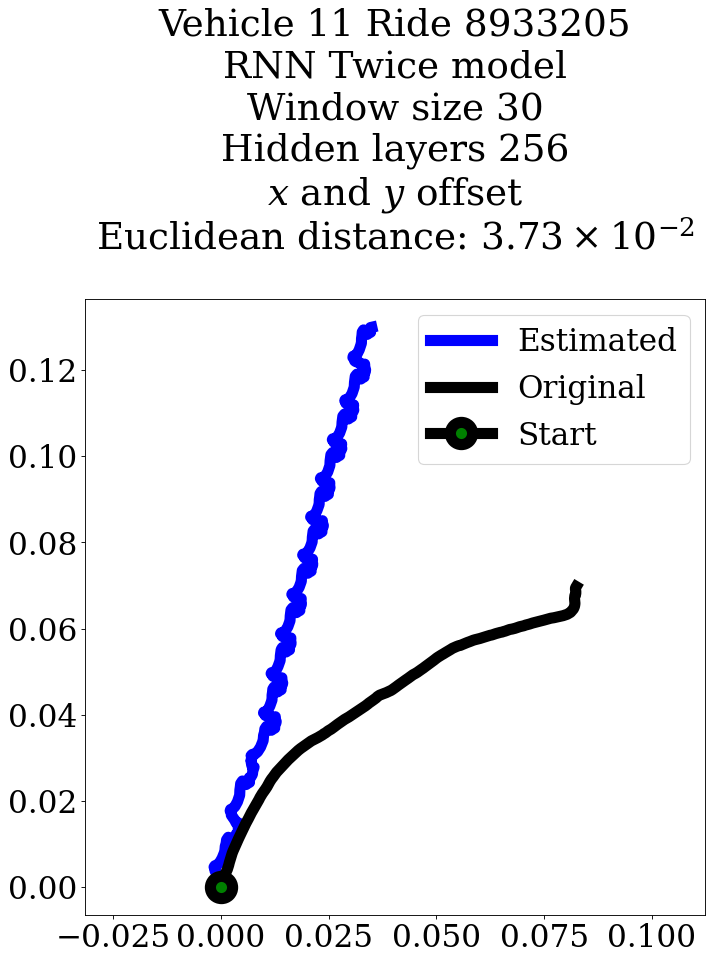 Vehicle 11 Ride 8933205
RNN Twice model
Window size 30
Hidden layers 256
x and y offset
Euclidean distance: 3.73 × 10⁻²
Estimated
Original
Start
0.12
0.10
0.08
0.06
0.04
0.02
0.00
−0.025 0.000 0.025 0.050 0.075 0.100